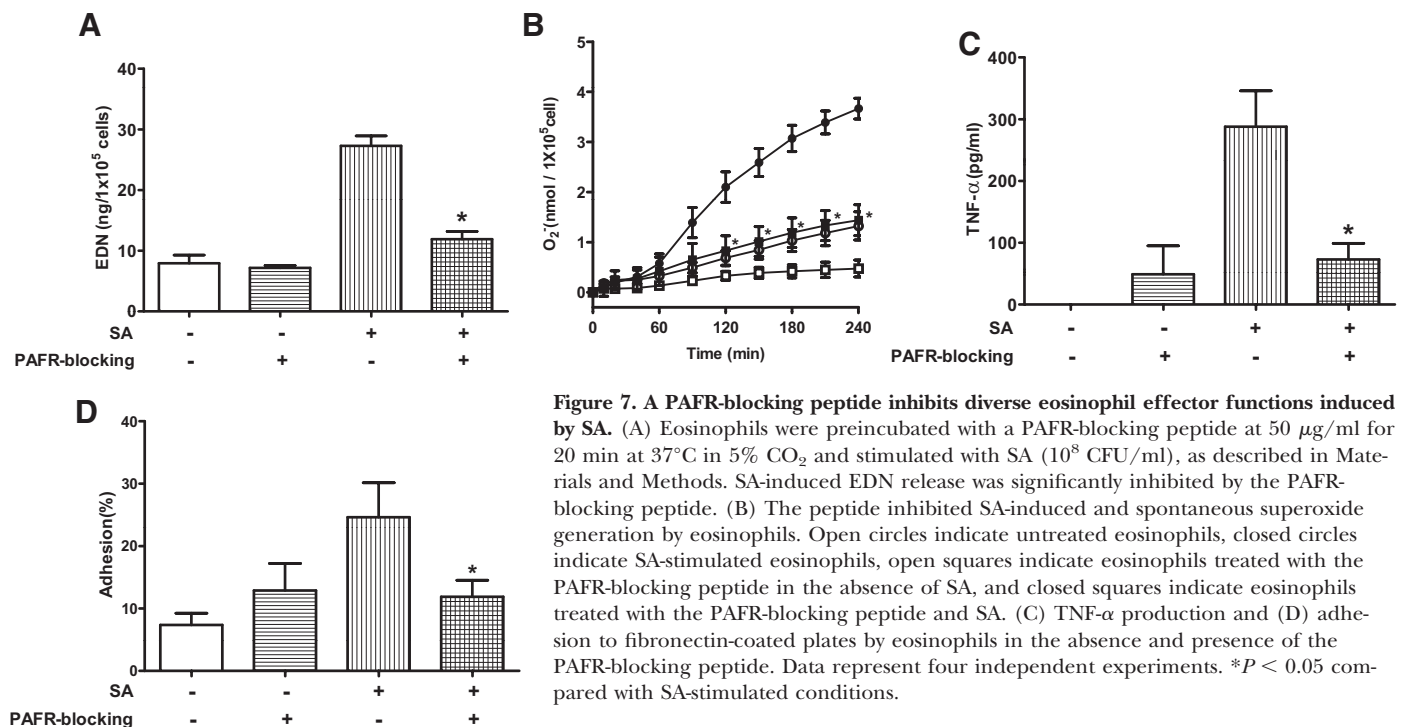 A
EDN (ng/1x10⁵ cells)
40
30
20
10
0
SA - - + +
PAFR-blocking - + - +
*
B
O₂⁻(nmol / 1X10⁵cell)
5
4
3
2
1
0
* * * * *
0 60 120 180 240
Time (min)
C
TNF-α(pg/ml)
400
300
200
100
0
*
SA - - + +
PAFR-blocking - + - +
D
Adhesion(%)
40
30
20
10
0
*
SA - - + +
PAFR-blocking - + - +
Figure 7. A PAFR-blocking peptide inhibits diverse eosinophil effector functions induced
by SA. (A) Eosinophils were preincubated with a PAFR-blocking peptide at 50 μg/ml for
20 min at 37°C in 5% CO₂ and stimulated with SA (10⁸ CFU/ml), as described in Mate-
rials and Methods. SA-induced EDN release was significantly inhibited by the PAFR-
blocking peptide. (B) The peptide inhibited SA-induced and spontaneous superoxide
generation by eosinophils. Open circles indicate untreated eosinophils, closed circles
indicate SA-stimulated eosinophils, open squares indicate eosinophils treated with the
PAFR-blocking peptide in the absence of SA, and closed squares indicate eosinophils
treated with the PAFR-blocking peptide and SA. (C) TNF-α production and (D) adhe-
sion to fibronectin-coated plates by eosinophils in the absence and presence of the
PAFR-blocking peptide. Data represent four independent experiments. *P < 0.05 com-
pared with SA-stimulated conditions.